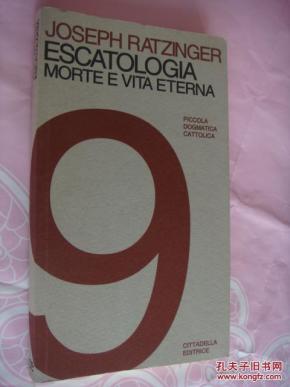 JOSEPH RATZINGER
ESCATOLOGIA
MORTE E VITA ETERNA
9
PICCOLA
DOGMATICA
CATTOLICA
CITTADELLA
EDITRICE
孔夫子旧书网